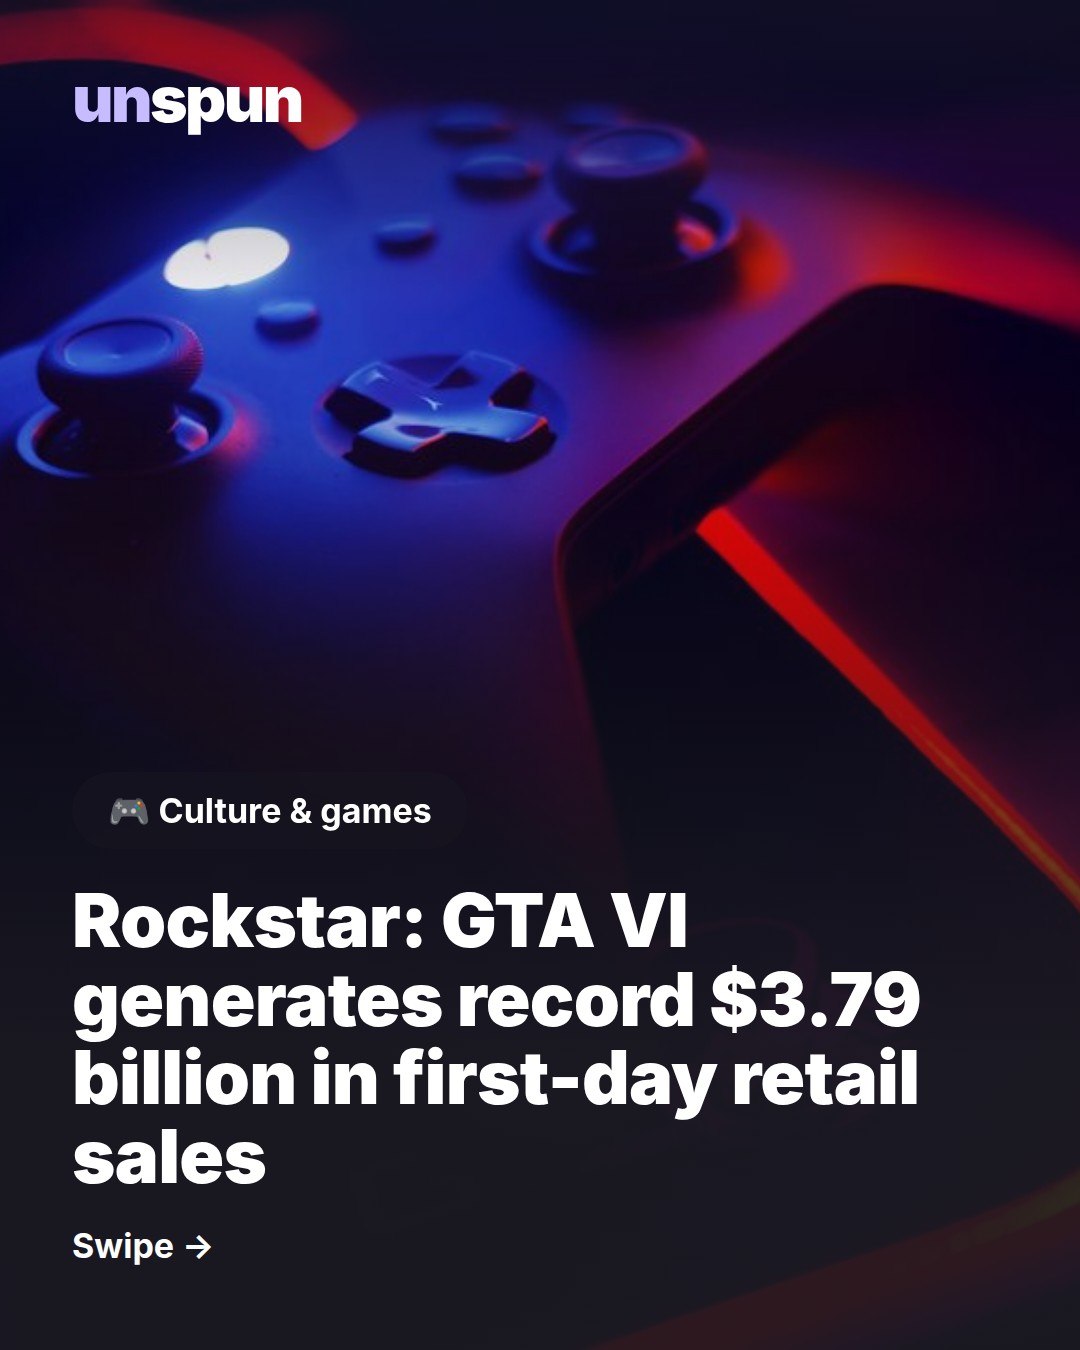 unspun
🎮 Culture & games
Rockstar: GTA VI
generates record $3.79
billion in first-day retail
sales
Swipe →